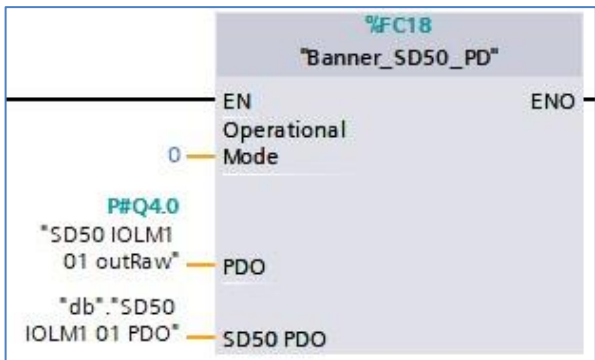 %FC18
"Banner_SD50_PD"
EN ENO
Operational
0 Mode
P#Q4.0
"SD50 IOLM1
01 outRaw" PDO
"db"."SD50
IOLM1 01 PDO" SD50 PDO